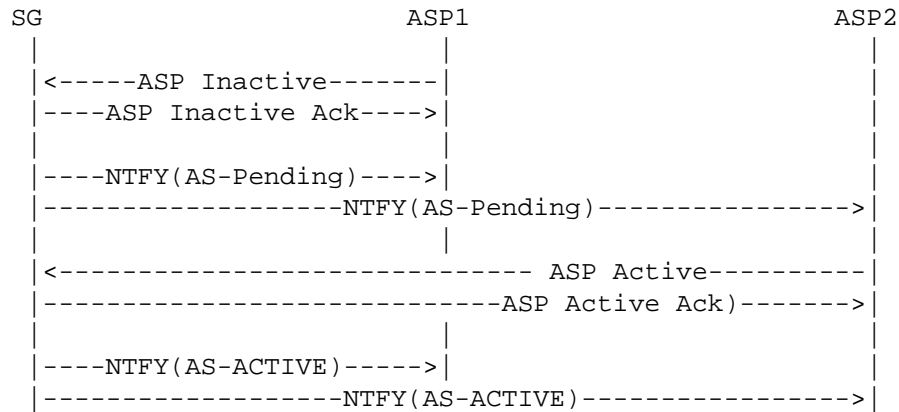 SG ASP1 ASP2
| | |
|<-----ASP Inactive-------| |
|----ASP Inactive Ack---->| |
| | |
|----NTFY(AS-Pending)---->| |
|-------------------NTFY(AS-Pending)---------------->|
| | |
|<------------------------------ ASP Active----------|
|-----------------------------ASP Active Ack)------->|
| | |
|----NTFY(AS-ACTIVE)----->| |
|-------------------NTFY(AS-ACTIVE)----------------->|